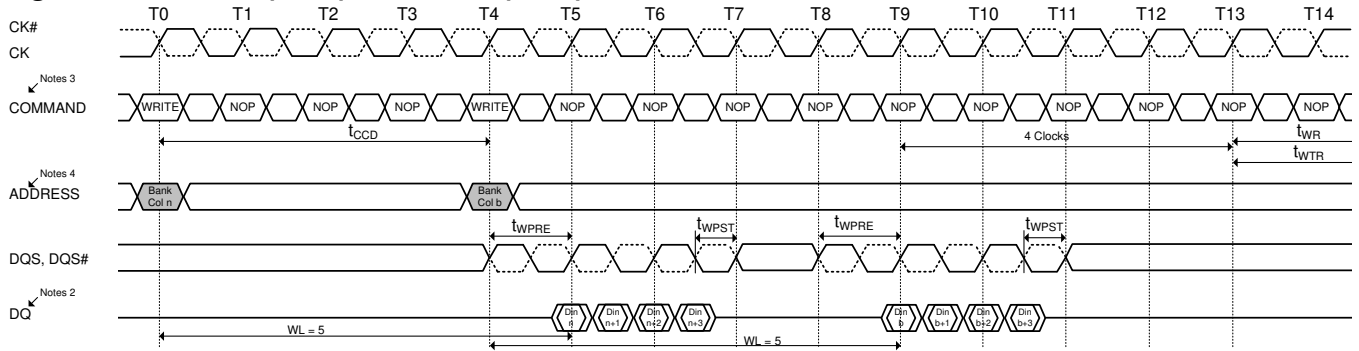 T0 T1 T2 T3 T4 T5 T6 T7 T8 T9 T10 T11 T12 T13 T14
CK#
CK
Notes 3
COMMAND WRITE NOP NOP NOP WRITE NOP NOP NOP NOP NOP NOP NOP NOP NOP NOP
tCCD 4 Clocks tWR
tWTR
Notes 4
ADDRESS
Bank Col n
Bank Col b
tWPRE tWPST tWPRE tWPST
DQS, DQS#
Notes 2
DQ
Din n
Din n+1
Din n+2
Din n+3
Din b
Din b+1
Din b+2
Din b+3
WL = 5
WL = 5